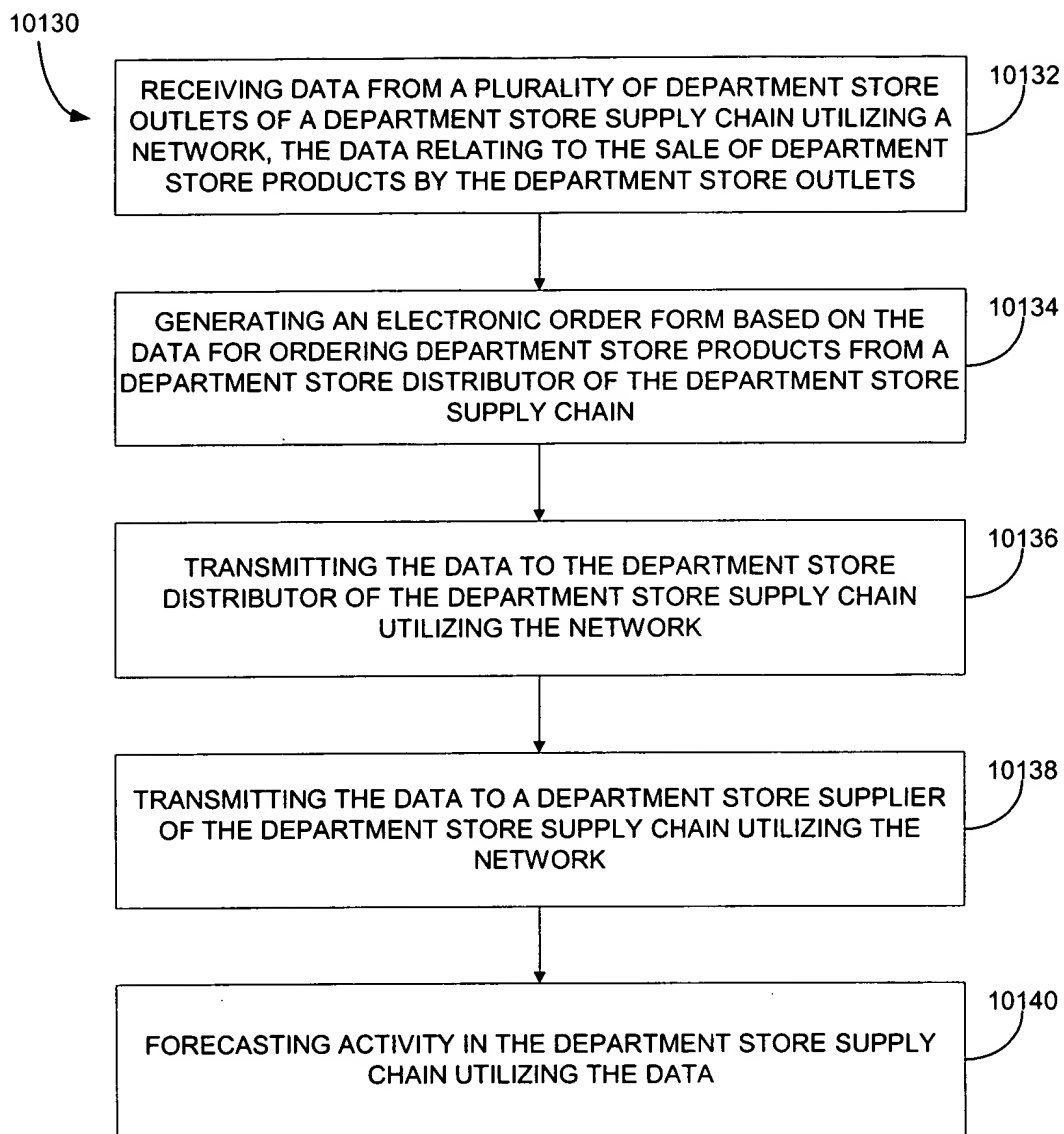 10130
10132
RECEIVING DATA FROM A PLURALITY OF DEPARTMENT STORE
OUTLETS OF A DEPARTMENT STORE SUPPLY CHAIN UTILIZING A
NETWORK, THE DATA RELATING TO THE SALE OF DEPARTMENT
STORE PRODUCTS BY THE DEPARTMENT STORE OUTLETS
10134
GENERATING AN ELECTRONIC ORDER FORM BASED ON THE
DATA FOR ORDERING DEPARTMENT STORE PRODUCTS FROM A
DEPARTMENT STORE DISTRIBUTOR OF THE DEPARTMENT STORE
SUPPLY CHAIN
10136
TRANSMITTING THE DATA TO THE DEPARTMENT STORE
DISTRIBUTOR OF THE DEPARTMENT STORE SUPPLY CHAIN
UTILIZING THE NETWORK
10138
TRANSMITTING THE DATA TO A DEPARTMENT STORE SUPPLIER
OF THE DEPARTMENT STORE SUPPLY CHAIN UTILIZING THE
NETWORK
10140
FORECASTING ACTIVITY IN THE DEPARTMENT STORE SUPPLY
CHAIN UTILIZING THE DATA